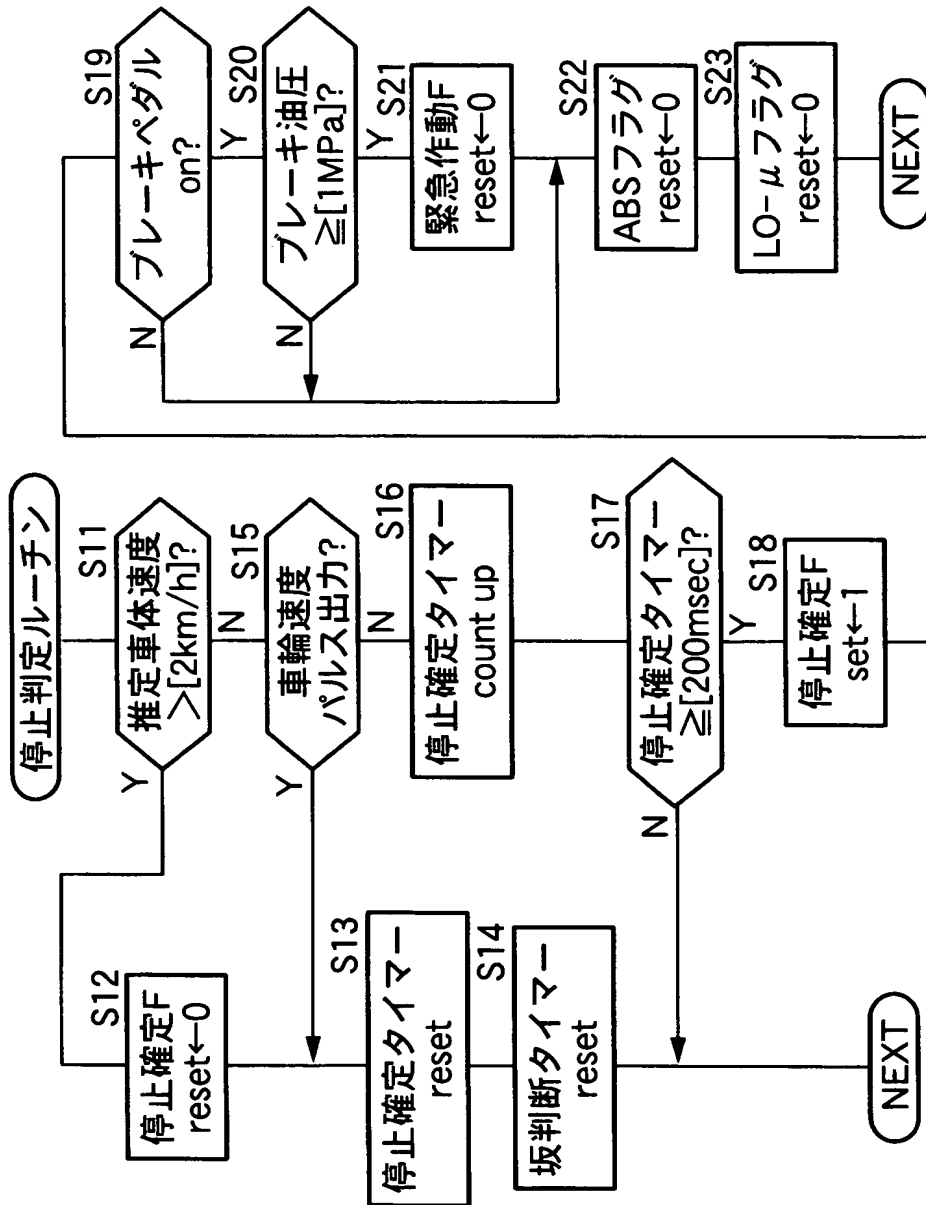 停止判定ルーチン
S11
推定車体速度
>[2km/h]?
Y
N
S12
停止確定F
reset←0
S15
車輪速度
パルス出力?
Y
N
S13
停止確定タイマー
reset
S14
坂判断タイマー
reset
S16
停止確定タイマー
count up
S17
停止確定タイマー
≧[200msec]?
N
Y
S18
停止確定F
set←1
NEXT
S19
ブレーキペダル
on?
N
Y
S20
ブレーキ油圧
≧[1MPa]?
N
Y
S21
緊急作動F
reset←0
S22
ABSフラグ
reset←0
S23
LO-μフラグ
reset←0
NEXT